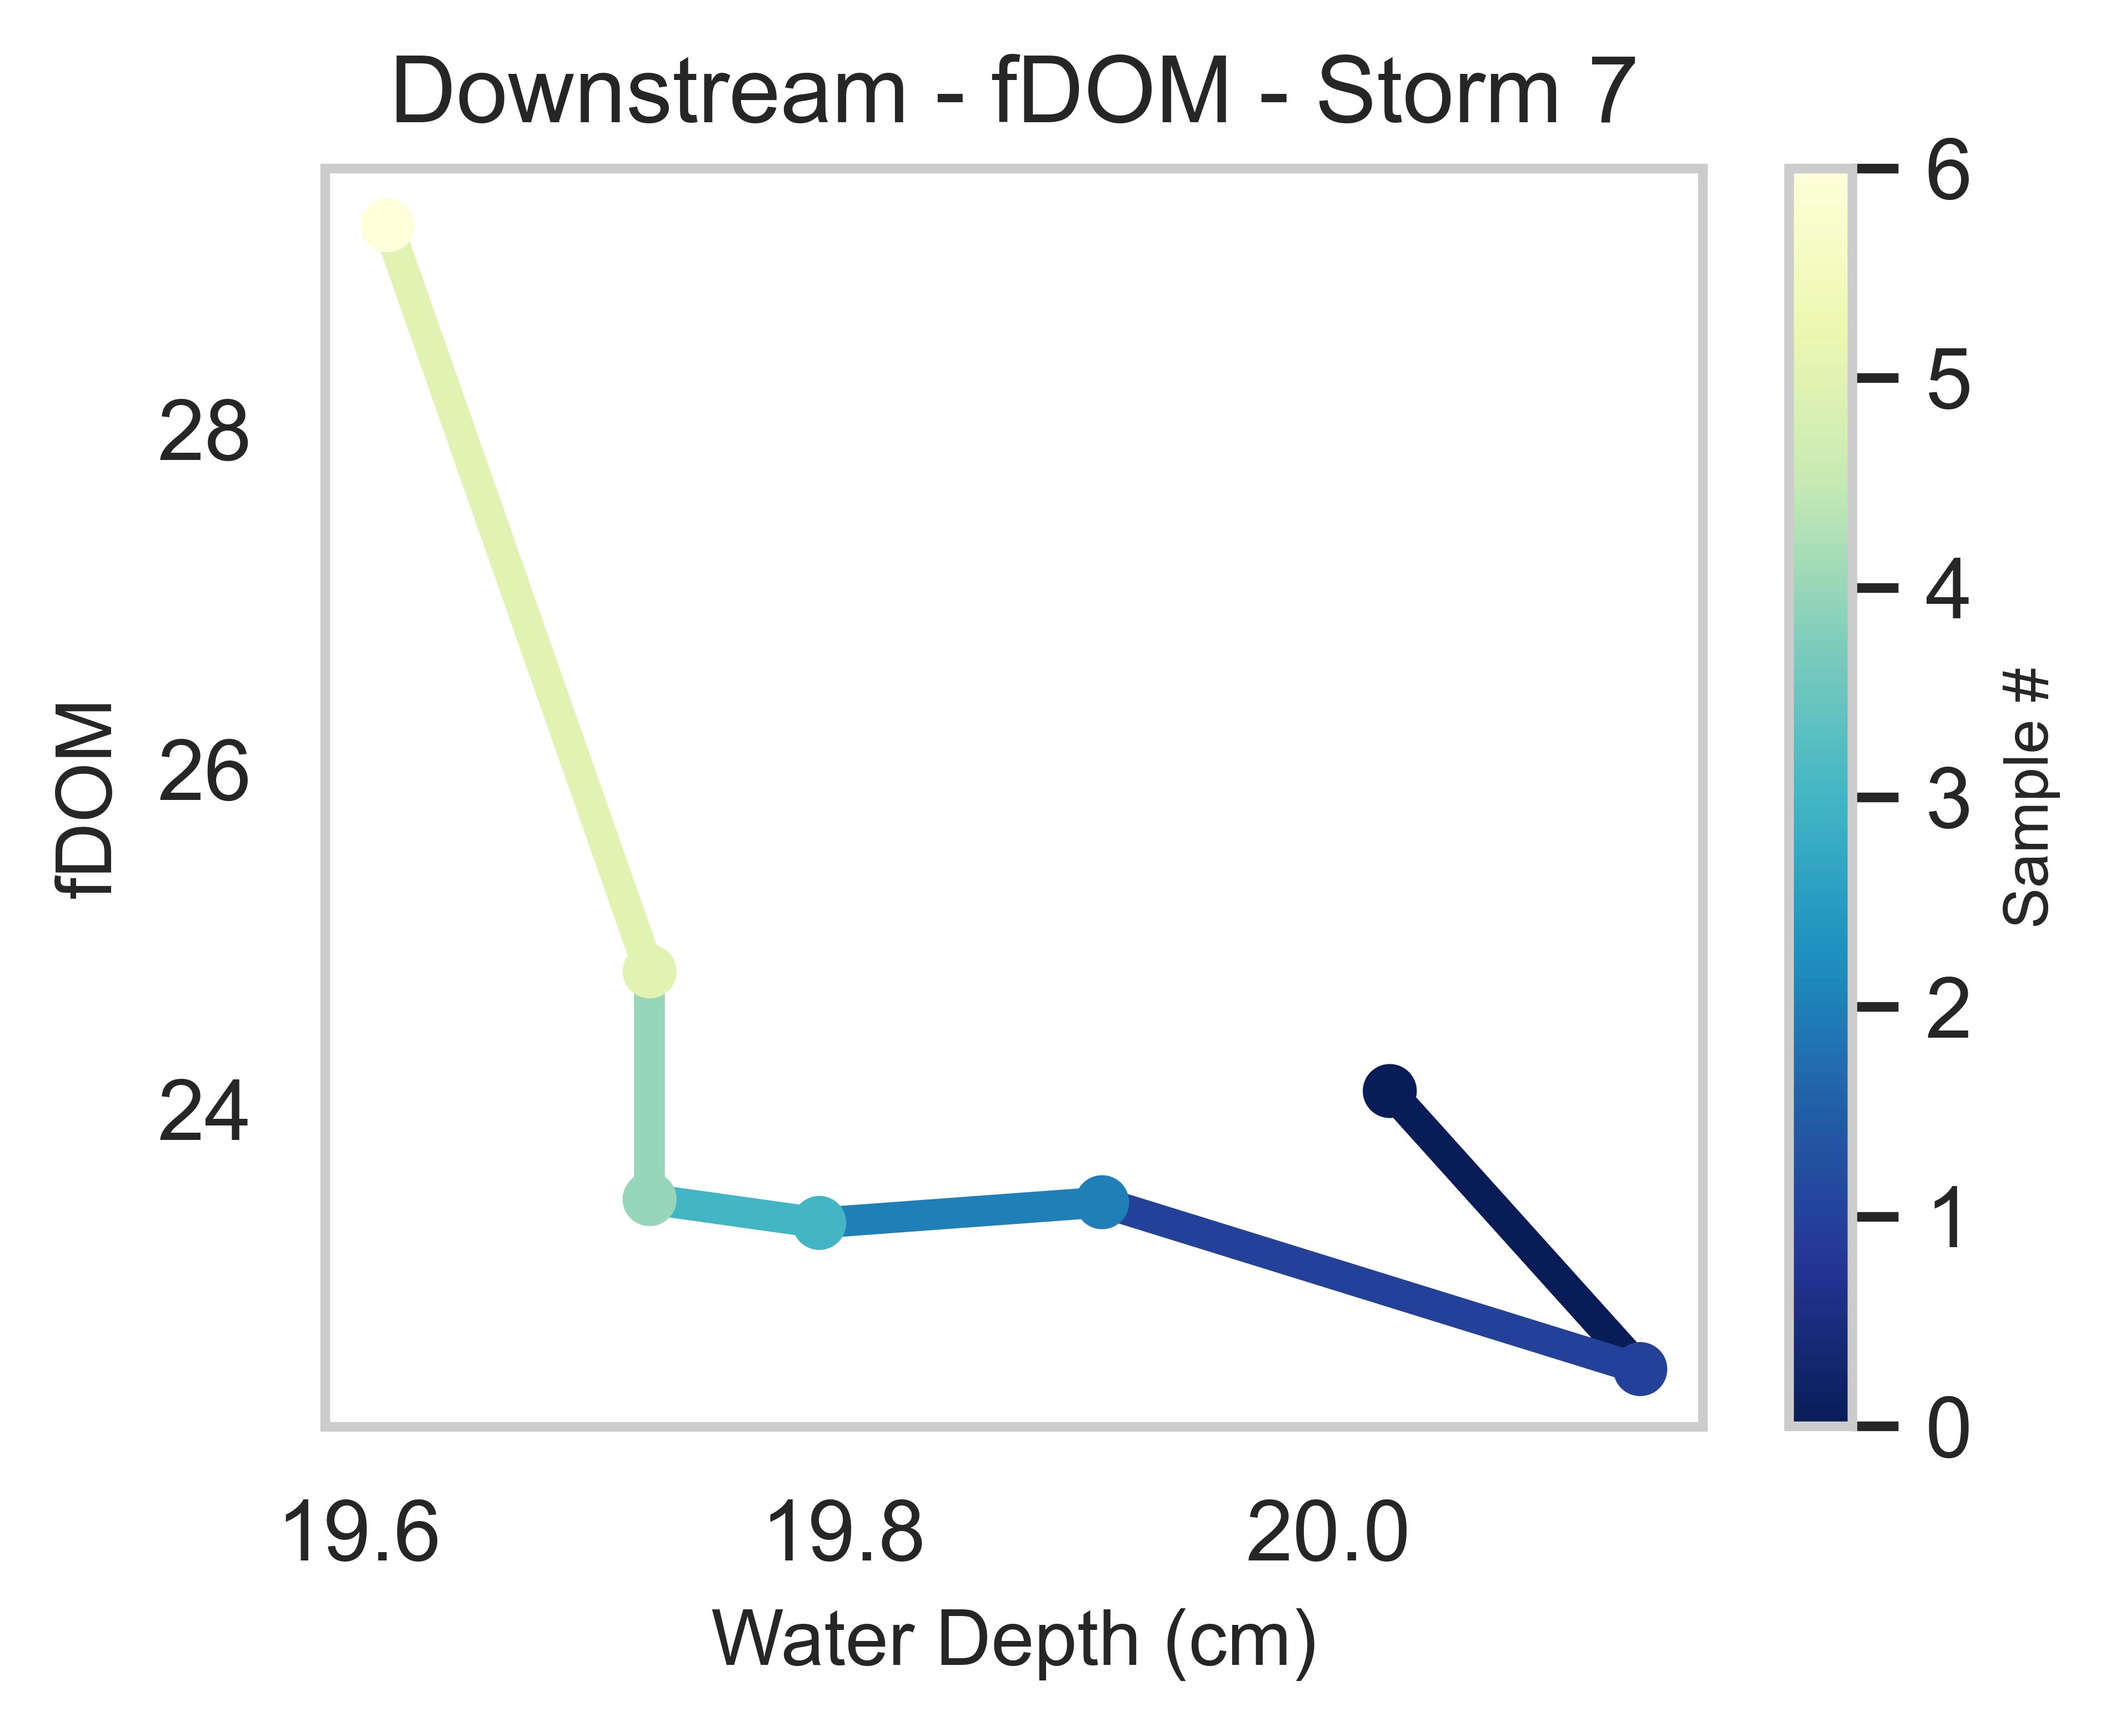 Downstream - fDOM - Storm 7
fDOM
28
26
24
19.6 19.8 20.0
Water Depth (cm)
6
5
4
3
2
1
0
Sample #